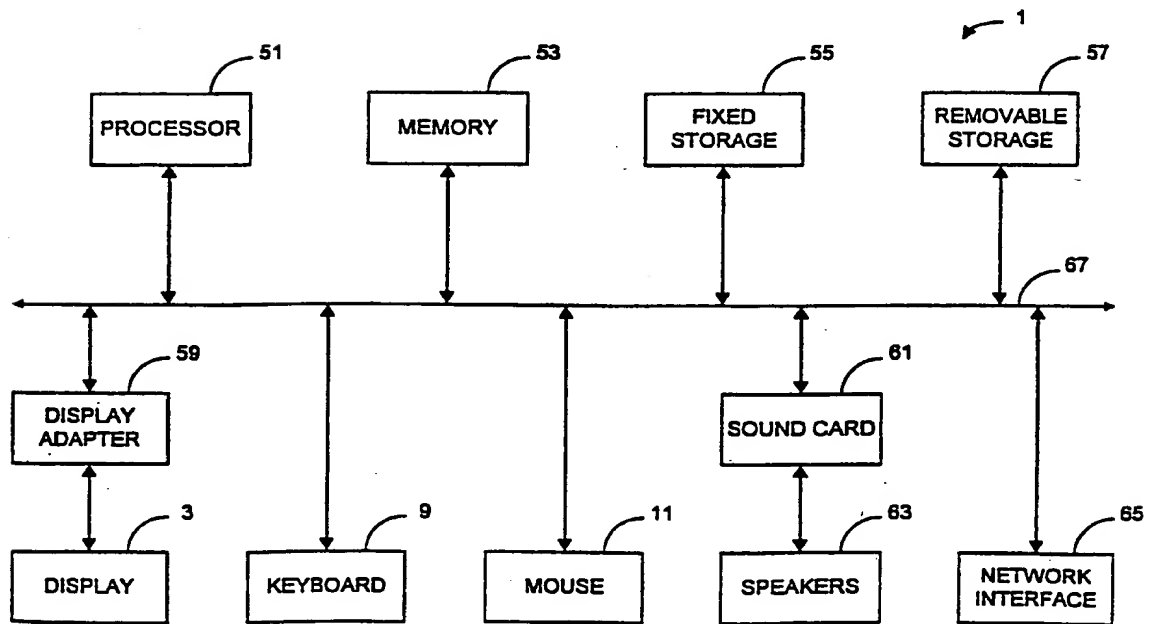 1
51
53
55
57
PROCESSOR
MEMORY
FIXED
STORAGE
REMOVABLE
STORAGE
67
59
61
DISPLAY
ADAPTER
SOUND CARD
3
9
11
63
65
DISPLAY
KEYBOARD
MOUSE
SPEAKERS
NETWORK
INTERFACE